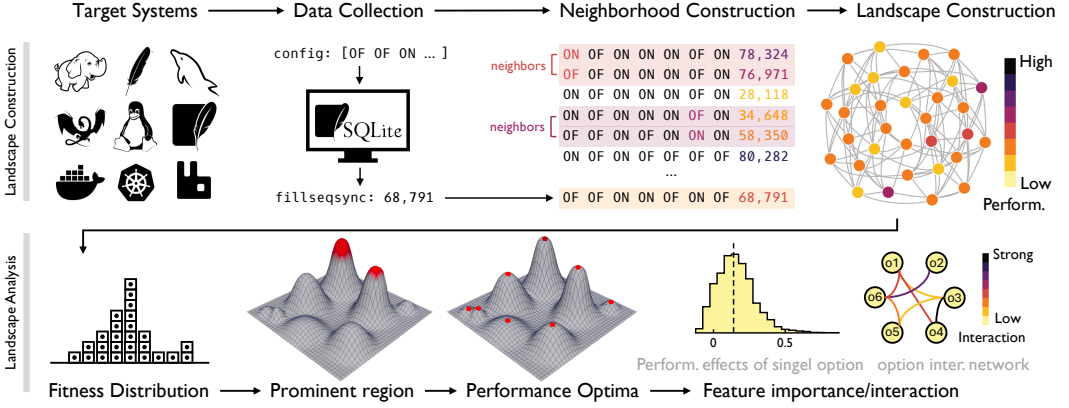 Target Systems
Data Collection
Neighborhood Construction
Landscape Construction
Landscape Construction
config: [OF OF ON ... ]
SQLite
fillseqsync: 68,791
neighbors
neighbors
ON OF ON ON ON OF ON 78,324
OF OF ON ON ON OF ON 76,971
ON OF ON ON OF ON ON 28,118
ON OF ON ON ON OF OF 34,648
OF OF ON OF ON ON ON 58,350
ON OF ON OF OF OF OF 80,282
...
OF OF ON ON OF ON OF 68,791
High
Low
Perform.
Landscape Analysis
0
0.5
Perform. effects of singel option
o1
o2
o3
o4
o5
o6
Strong
Low
Interaction
option inter. network
Fitness Distribution
Prominent region
Performance Optima
Feature importance/interaction